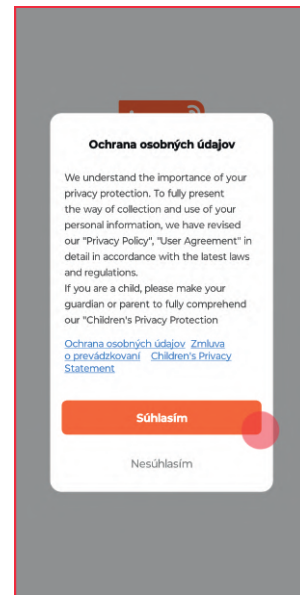 Ochrana osobných údajov
We understand the importance of your
privacy protection. To fully present
the way of collection and use of your
personal information, we have revised
our "Privacy Policy", "User Agreement" in
detail in accordance with the latest laws
and regulations.
If you are a child, please make your
guardian or parent to fully comprehend
our "Children's Privacy Protection
Ochrana osobných údajov Zmluva
o prevádzkovaní Children's Privacy
Statement
Súhlasím
Nesúhlasím